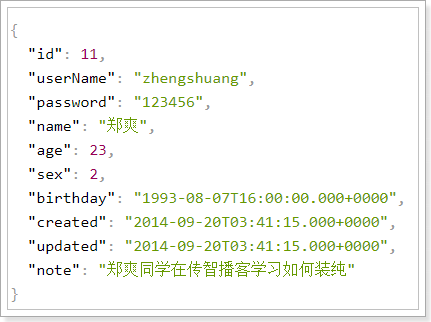 {
"id": 11,
"userName": "zhengshuang",
"password": "123456",
"name": "郑爽",
"age": 23,
"sex": 2,
"birthday": "1993-08-07T16:00:00.000+0000",
"created": "2014-09-20T03:41:15.000+0000",
"updated": "2014-09-20T03:41:15.000+0000",
"note": "郑爽同学在传智播客学习如何装纯"
}